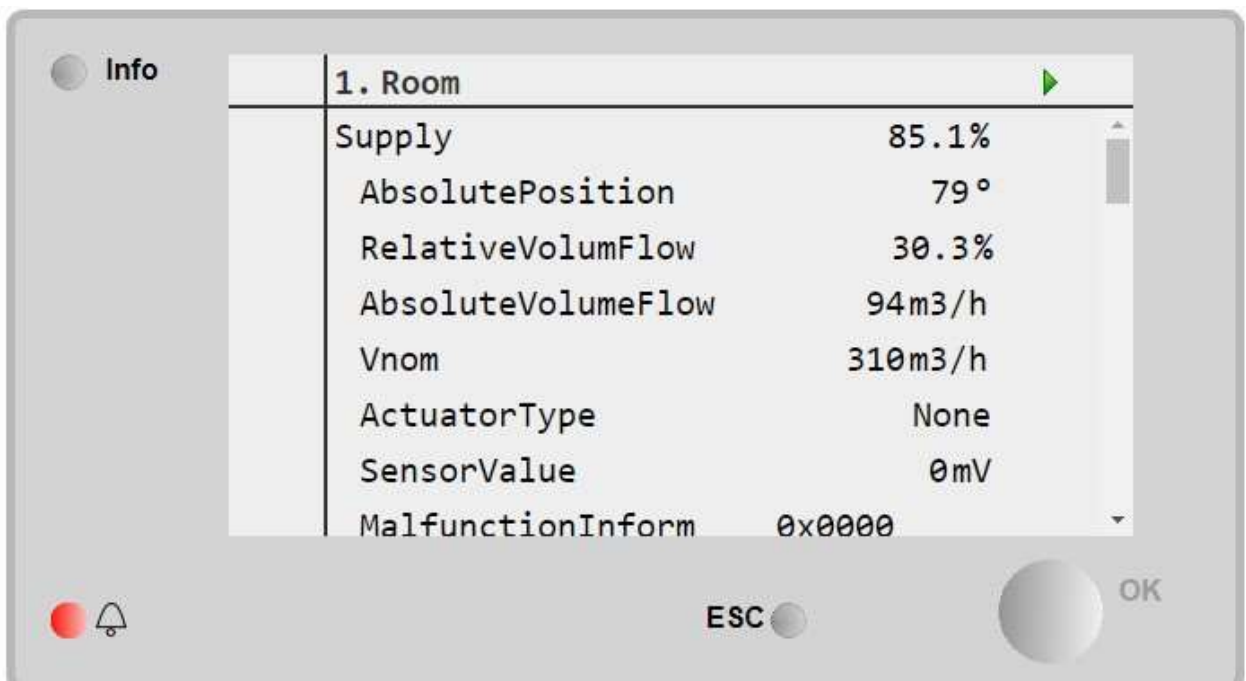 Info
1. Room
Supply 85.1%
AbsolutePosition 79°
RelativeVolumFlow 30.3%
AbsoluteVolumeFlow 94m3/h
Vnom 310m3/h
ActuatorType None
SensorValue 0mV
MalfunctionInform 0x0000
ESC
OK